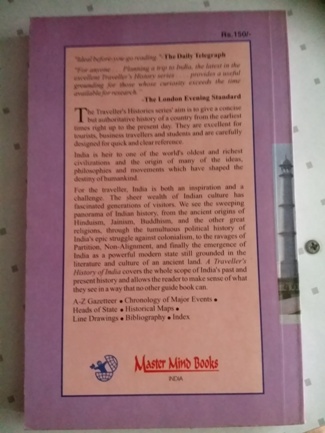 Rs.150/-
"Ideal before you go reading "-The Daily Telegraph
"For anyone . . . Planning a trip to India, the latest in the
excellent Traveller's History series . . . provides a useful
grounding for those whose curiosity exceeds the time
available for research."
-The London Evening Standard
The Traveller's Histories series' aim is to give a concise
but authoritative history of a country from the earliest
times right up to the present day. They are excellent for
tourists, business travellers and students and are carefully
designed for quick and clear reference.
India is heir to one of the world's oldest and richest
civilizations and the origin of many of the ideas,
philosophies and movements which have shaped the
destiny of humankind.
For the traveller, India is both an inspiration and a
challenge. The sheer wealth of Indian culture has
fascinated generations of visitors. We see the sweeping
panorama of Indian history, from the ancient origins of
Hinduism, Jainism, Buddhism, and the other great
religions, through the tumultuous political history of
India's epic struggle against colonialism, to the ravages of
Partition, Non-Alignment, and finally the emergence of
India as a powerful modern state still grounded in the
literature and culture of an ancient land. A Traveller's
History of India covers the whole scope of India's past and
present history and allows the reader to make sense of what
they see in a way that no other guide book can.
A-Z Gazetteer • Chronology of Major Events •
Heads of State • Historical Maps •
Line Drawings • Bibliography • Index
Master Mind Books
INDIA